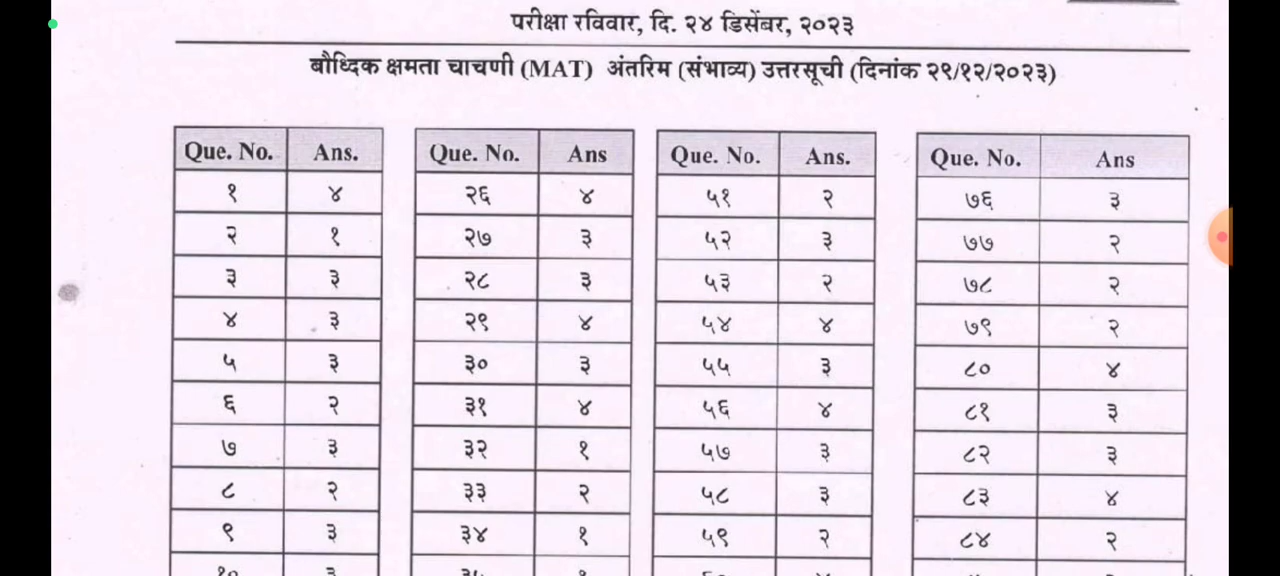 परीक्षा रविवार, दि. २४ डिसेंबर, २०२३
बौध्दिक क्षमता चाचणी (MAT) अंतरिम (संभाव्य) उत्तरसूची (दिनांक २९/१२/२०२३)
Que. No. Ans. Que. No. Ans Que. No. Ans. Que. No. Ans
१ ४ २६ ४ ५१ २ ७६ ३
२ १ २७ ३ ५२ ३ ७७ २
३ ३ २८ ३ ५३ २ ७८ २
४ ३ २९ ४ ५४ ४ ७९ २
५ ३ ३० ३ ५५ ३ ८० ४
६ २ ३१ ४ ५६ ४ ८१ ३
७ ३ ३२ १ ५७ ३ ८२ ३
८ २ ३३ २ ५८ ३ ८३ ४
९ ३ ३४ १ ५९ २ ८४ २
१० ३